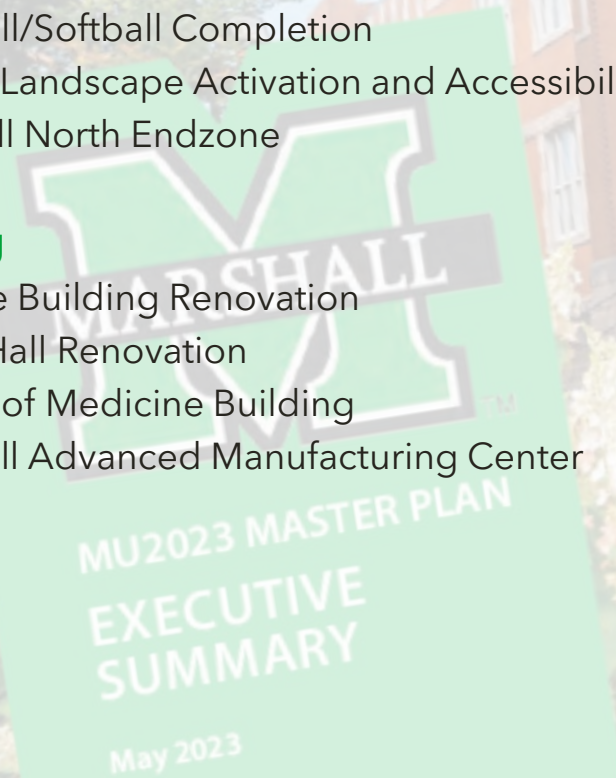 ll/Softball Completion
Landscape Activation and Accessibil
ll North Endzone
g
e Building Renovation
Hall Renovation
of Medicine Building
ll Advanced Manufacturing Center
MARSHALL
TM
MU2023 MASTER PLAN
EXECUTIVE
SUMMARY
May 2023